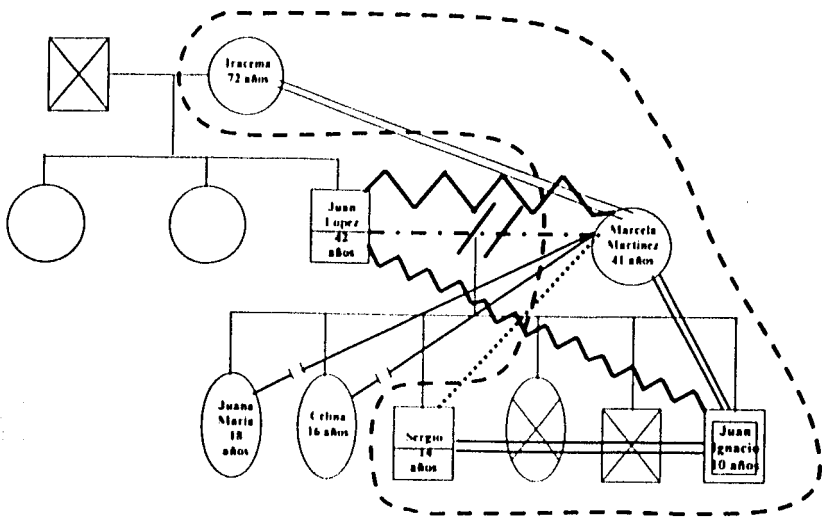 Iracema
72 años
Juan
Lopez
42
años
Marcela
Martinez
41 años
Juana
María
18
años
Celina
16 años
Sergio
14
años
Juan
Ignacio
10 años